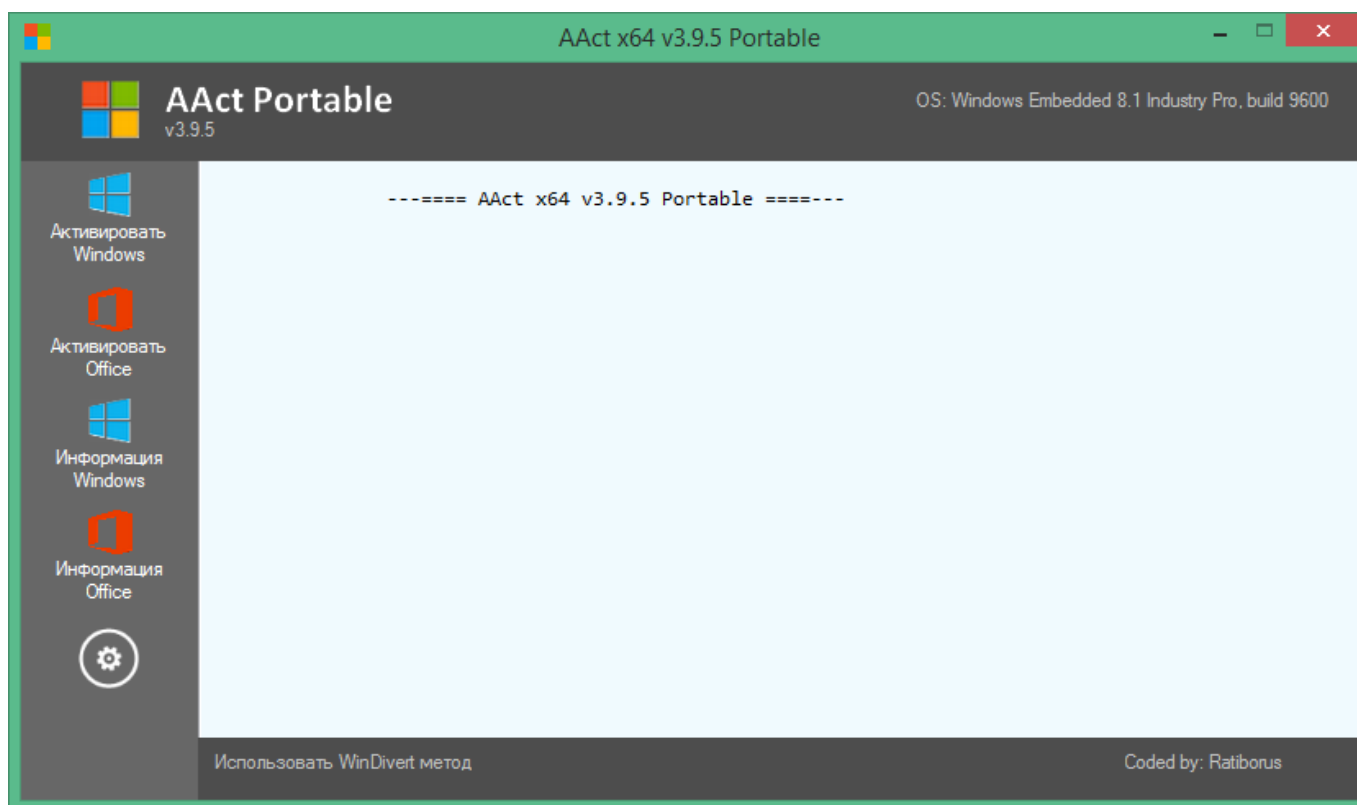 AAct x64 v3.9.5 Portable
AAct Portable
v3.9.5
OS: Windows Embedded 8.1 Industry Pro, build 9600
---==== AAct x64 v3.9.5 Portable ====---
Активировать
Windows
Активировать
Office
Информация
Windows
Информация
Office
Использовать WinDivert метод
Coded by: Ratiborus